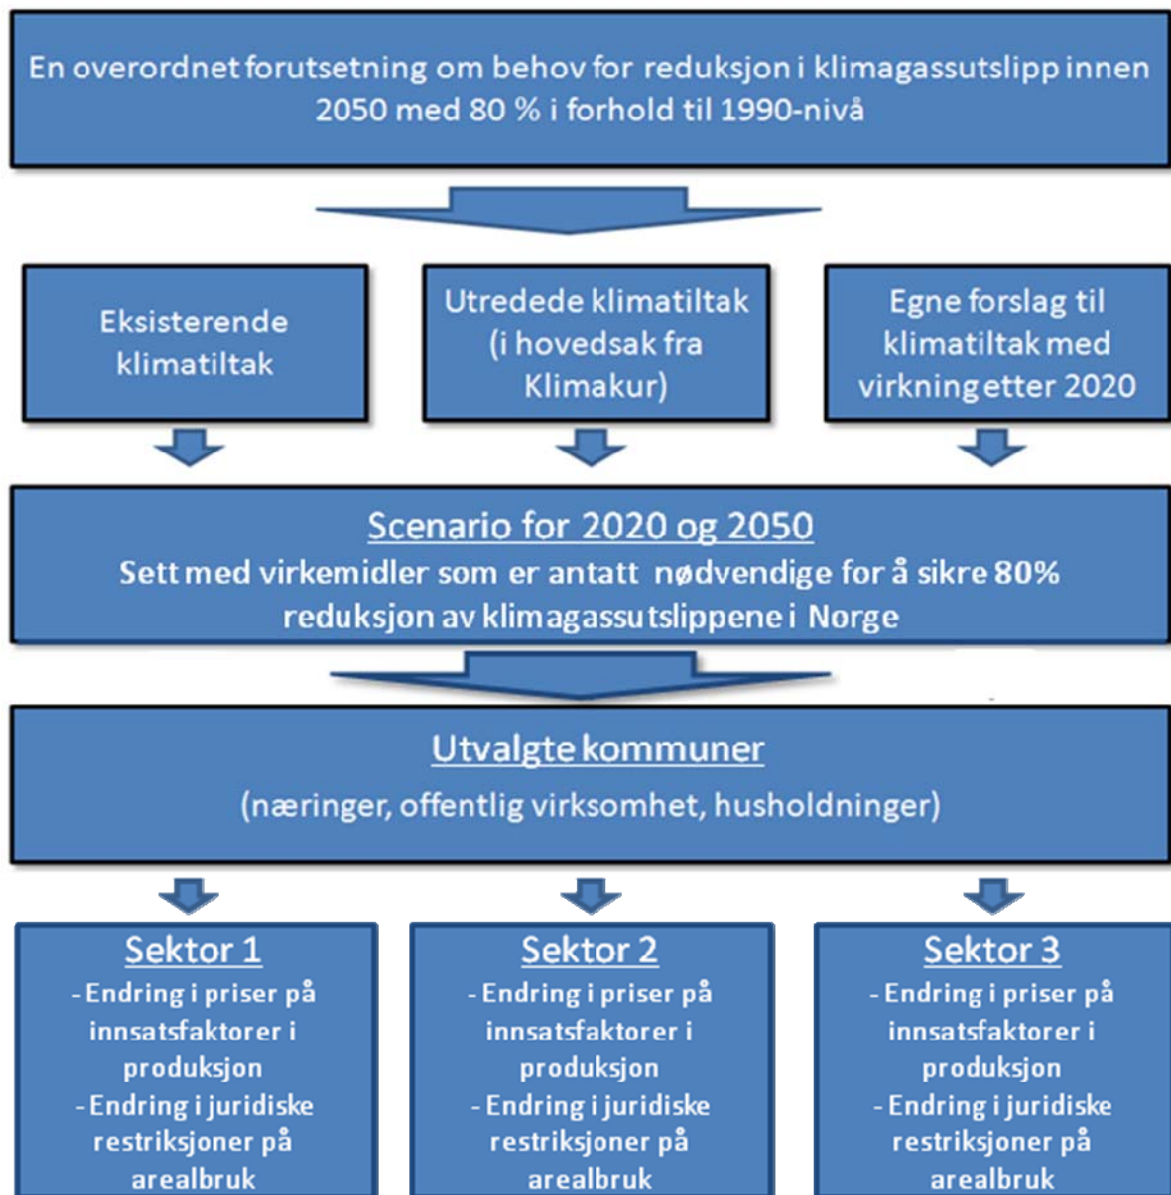 En overordnet forutsetning om behov for reduksjon i klimagassutslipp innen
2050 med 80 % i forhold til 1990-nivå
Eksisterende
klimatiltak
Utredede klimatiltak
(i hovedsak fra
Klimakur)
Egne forslag til
klimatiltak med
virkning etter 2020
Scenario for 2020 og 2050
Sett med virkemidler som er antatt nødvendige for å sikre 80%
reduksjon av klimagassutslippene i Norge
Utvalgte kommuner
(næringer, offentlig virksomhet, husholdninger)
Sektor 1
- Endring i priser på
innsatsfaktorer i
produksjon
- Endring i juridiske
restriksjoner på
arealbruk
Sektor 2
- Endring i priser på
innsatsfaktorer i
produksjon
- Endring i juridiske
restriksjoner på
arealbruk
Sektor 3
- Endring i priser på
innsatsfaktorer i
produksjon
- Endring i juridiske
restriksjoner på
arealbruk